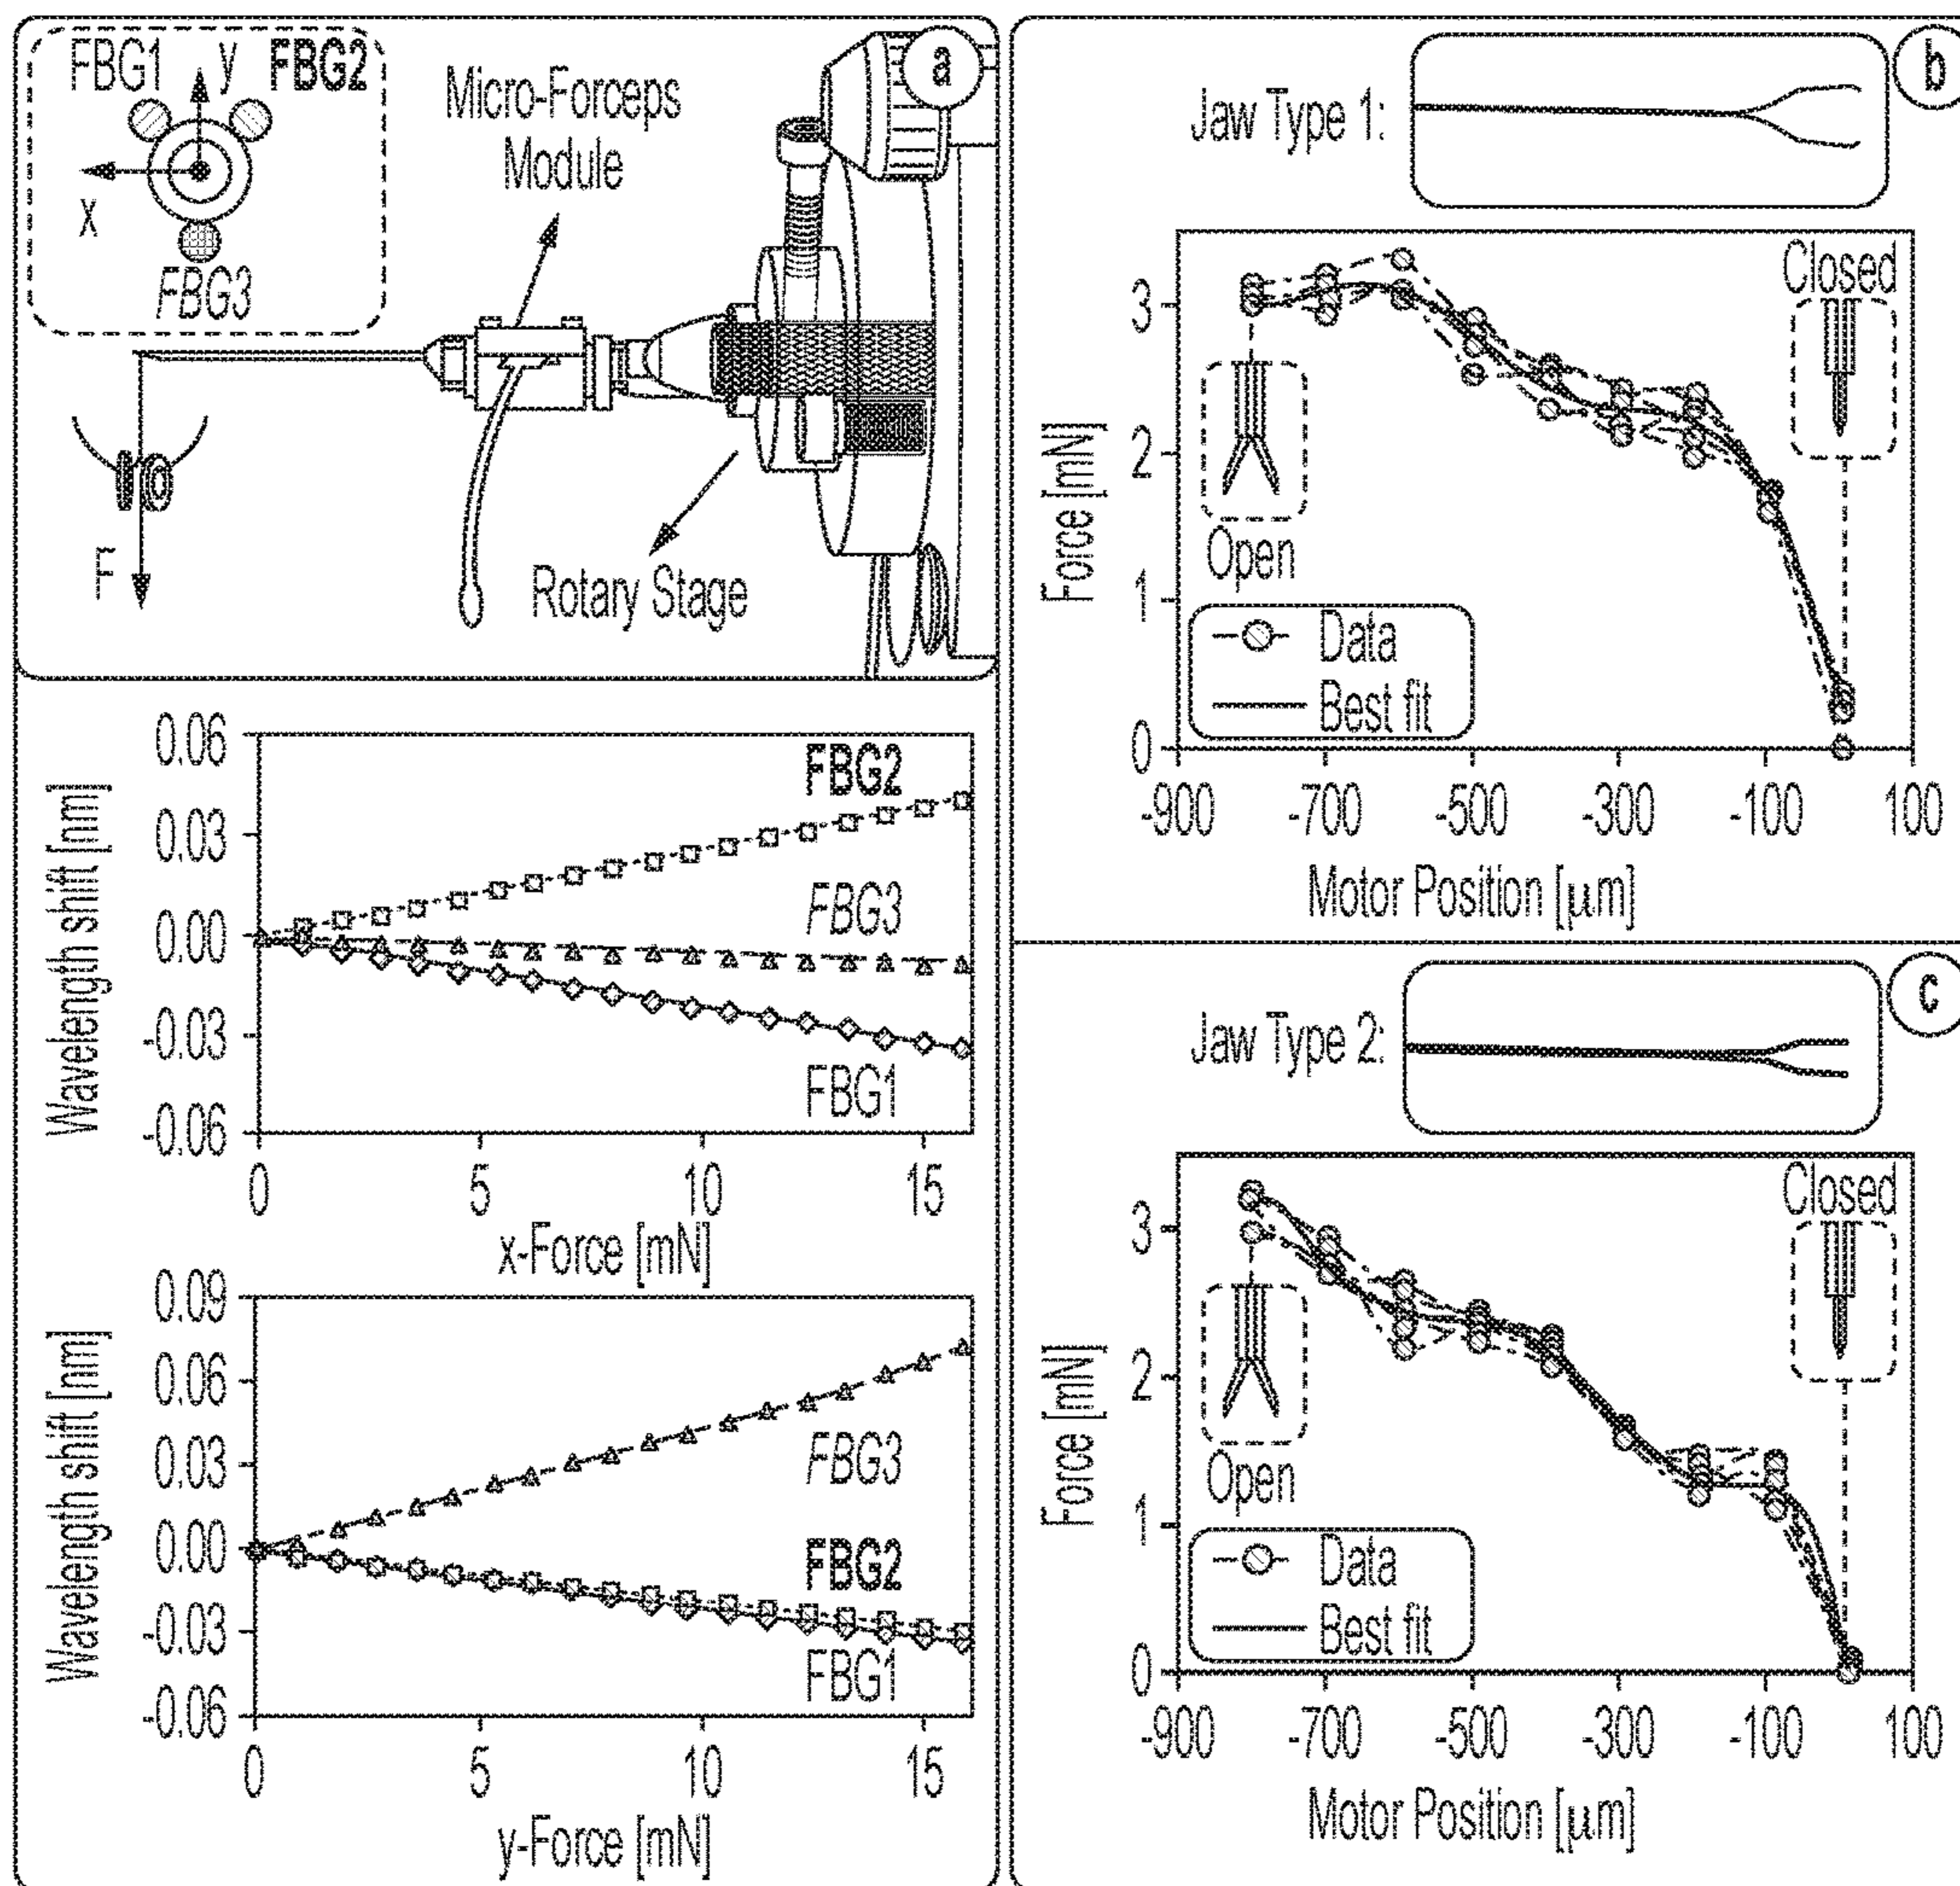 a
FBG1 y FBG2
x
FBG3
Micro-Forceps
Module
10
F
Rotary Stage
Wavelength shift [nm]
0.06
0.03
0.00
-0.03
-0.06
FBG2
FBG3
FBG1
0 5 10 15
x-Force [mN]
Wavelength shift [nm]
0.09
0.06
0.03
0.00
-0.03
-0.06
FBG3
FBG2
FBG1
0 5 10 15
y-Force [mN]
b
Jaw Type 1:
Force [mN]
3
2
1
0
Closed
Open
Data
Best fit
-900 -700 -500 -300 -100 100
Motor Position [μm]
c
Jaw Type 2:
Force [mN]
3
2
1
0
Closed
Open
Data
Best fit
-900 -700 -500 -300 -100 100
Motor Position [μm]